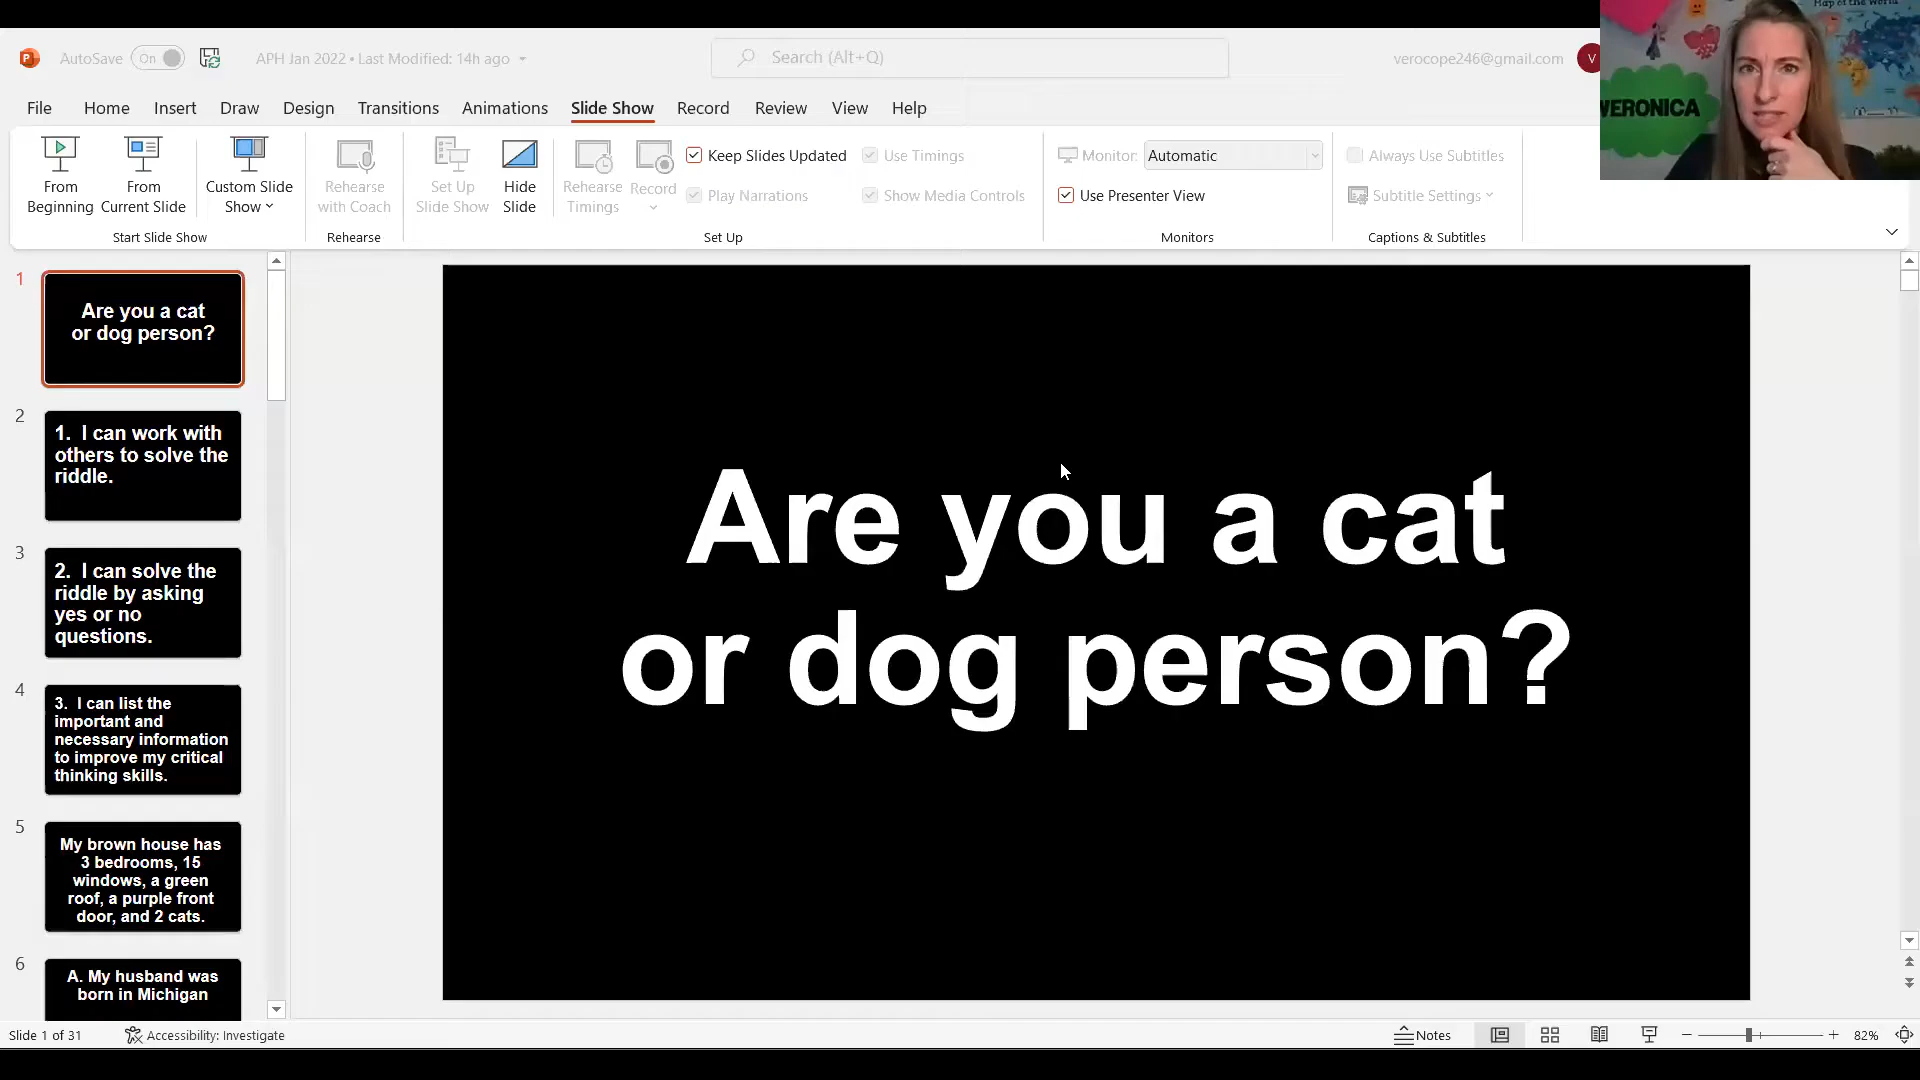 AutoSave On APH Jan 2022 • Last Modified: 14h ago Search (Alt+Q) verocope246@gmail.com V
Map of the World
VERONICA
File Home Insert Draw Design Transitions Animations Slide Show Record Review View Help
From Beginning
From Current Slide
Custom Slide Show
Start Slide Show
Rehearse with Coach
Rehearse
Set Up Slide Show
Hide Slide
Rehearse Timings
Record
Keep Slides Updated
Play Narrations
Use Timings
Show Media Controls
Set Up
Monitor: Automatic
Use Presenter View
Monitors
Always Use Subtitles
Subtitle Settings
Captions & Subtitles
1
Are you a cat
or dog person?
2
1. I can work with
others to solve the
riddle.
3
2. I can solve the
riddle by asking
yes or no
questions.
4
3. I can list the
important and
necessary information
to improve my critical
thinking skills.
5
My brown house has
3 bedrooms, 15
windows, a green
roof, a purple front
door, and 2 cats.
6
A. My husband was
born in Michigan
Are you a cat
or dog person?
Slide 1 of 31 Accessibility: Investigate Notes 82%